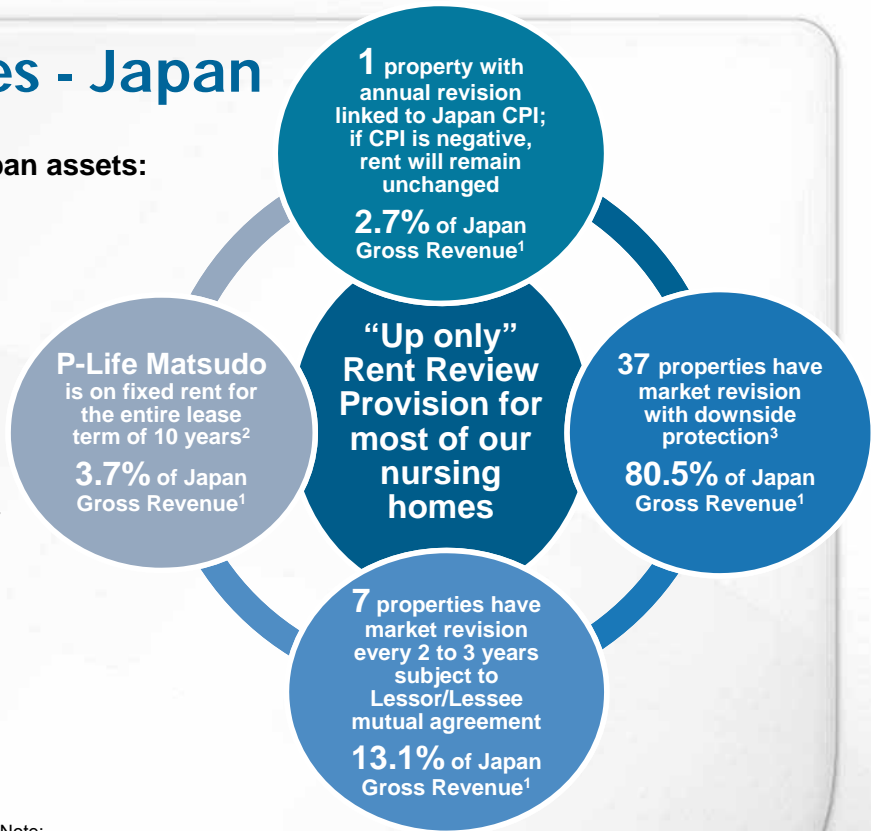 es - Japan
pan assets:
1 property with
annual revision
linked to Japan CPI;
if CPI is negative,
rent will remain
unchanged
2.7% of Japan
Gross Revenue1
P-Life Matsudo
is on fixed rent for
the entire lease
term of 10 years2
3.7% of Japan
Gross Revenue1
“Up only”
Rent Review
Provision for
most of our
nursing
homes
37 properties have
market revision
with downside
protection3
80.5% of Japan
Gross Revenue1
7 properties have
market revision
every 2 to 3 years
subject to
Lessor/Lessee
mutual agreement
13.1% of Japan
Gross Revenue1
Note: